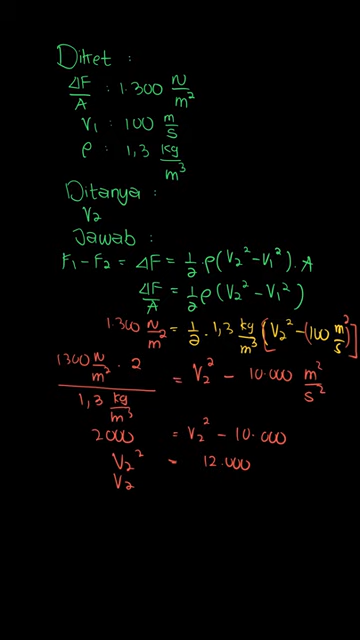 Diket :
ΔF/A : 1.300 N/m²
v₁ : 100 m/s
ρ : 1,3 kg/m³
Ditanya :
V₂
Jawab :
F₁ - F₂ = ΔF = 1/2 . ρ (V₂² - V₁²) . A
ΔF/A = 1/2 ρ (V₂² - V₁²)
1.300 N/m² = 1/2 . 1,3 kg/m³ [V₂² - (100 m/s)²]
1300 N/m² . 2 / 1,3 kg/m³ = V₂² - 10.000 m²/s²
2000 = V₂² - 10.000
V₂² = 12.000
V₂